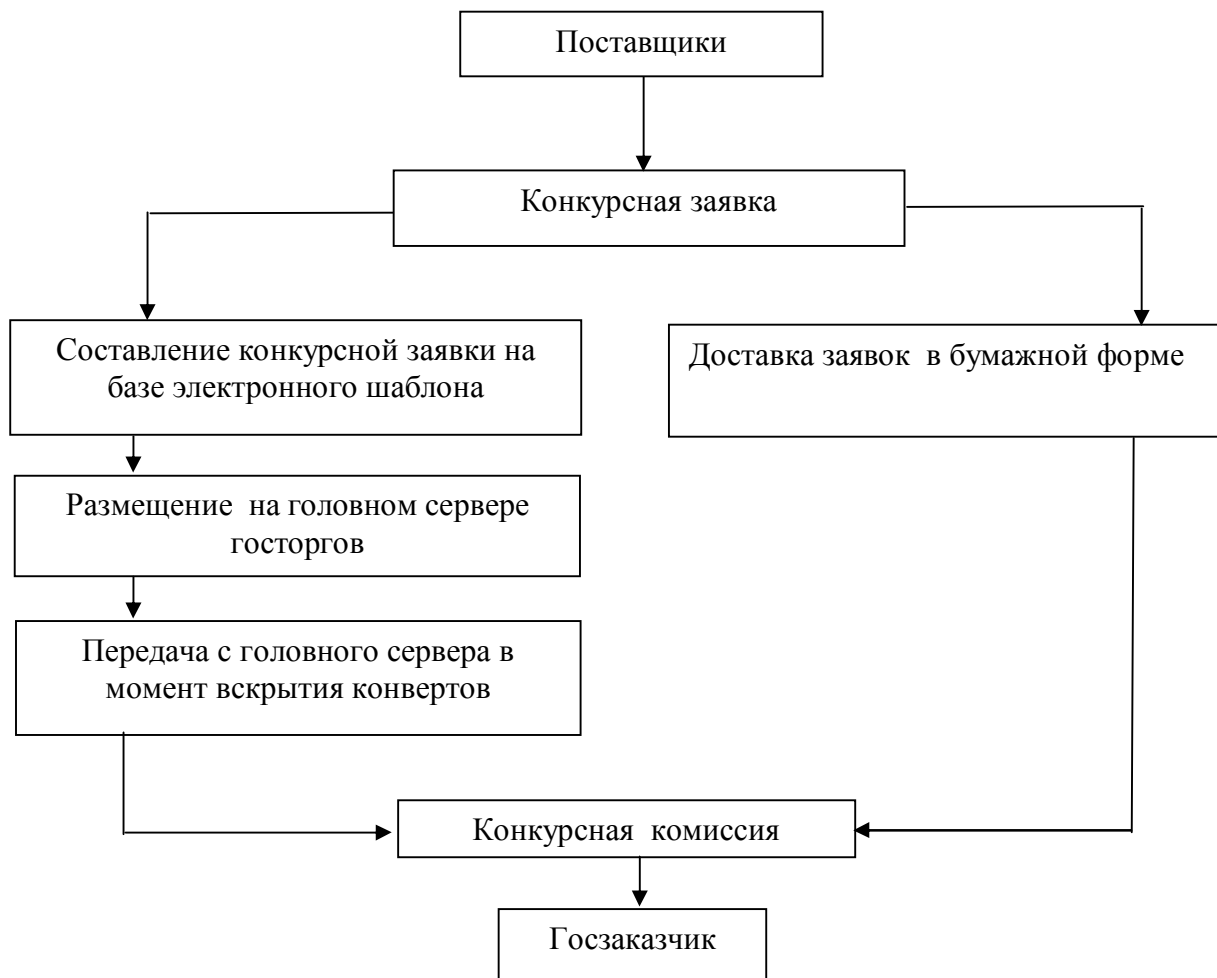 Поставщики
Конкурсная заявка
Составление конкурсной заявки на
базе электронного шаблона
Доставка заявок в бумажной форме
Размещение на головном сервере
госторгов
Передача с головного сервера в
момент вскрытия конвертов
Конкурсная комиссия
Госзаказчик